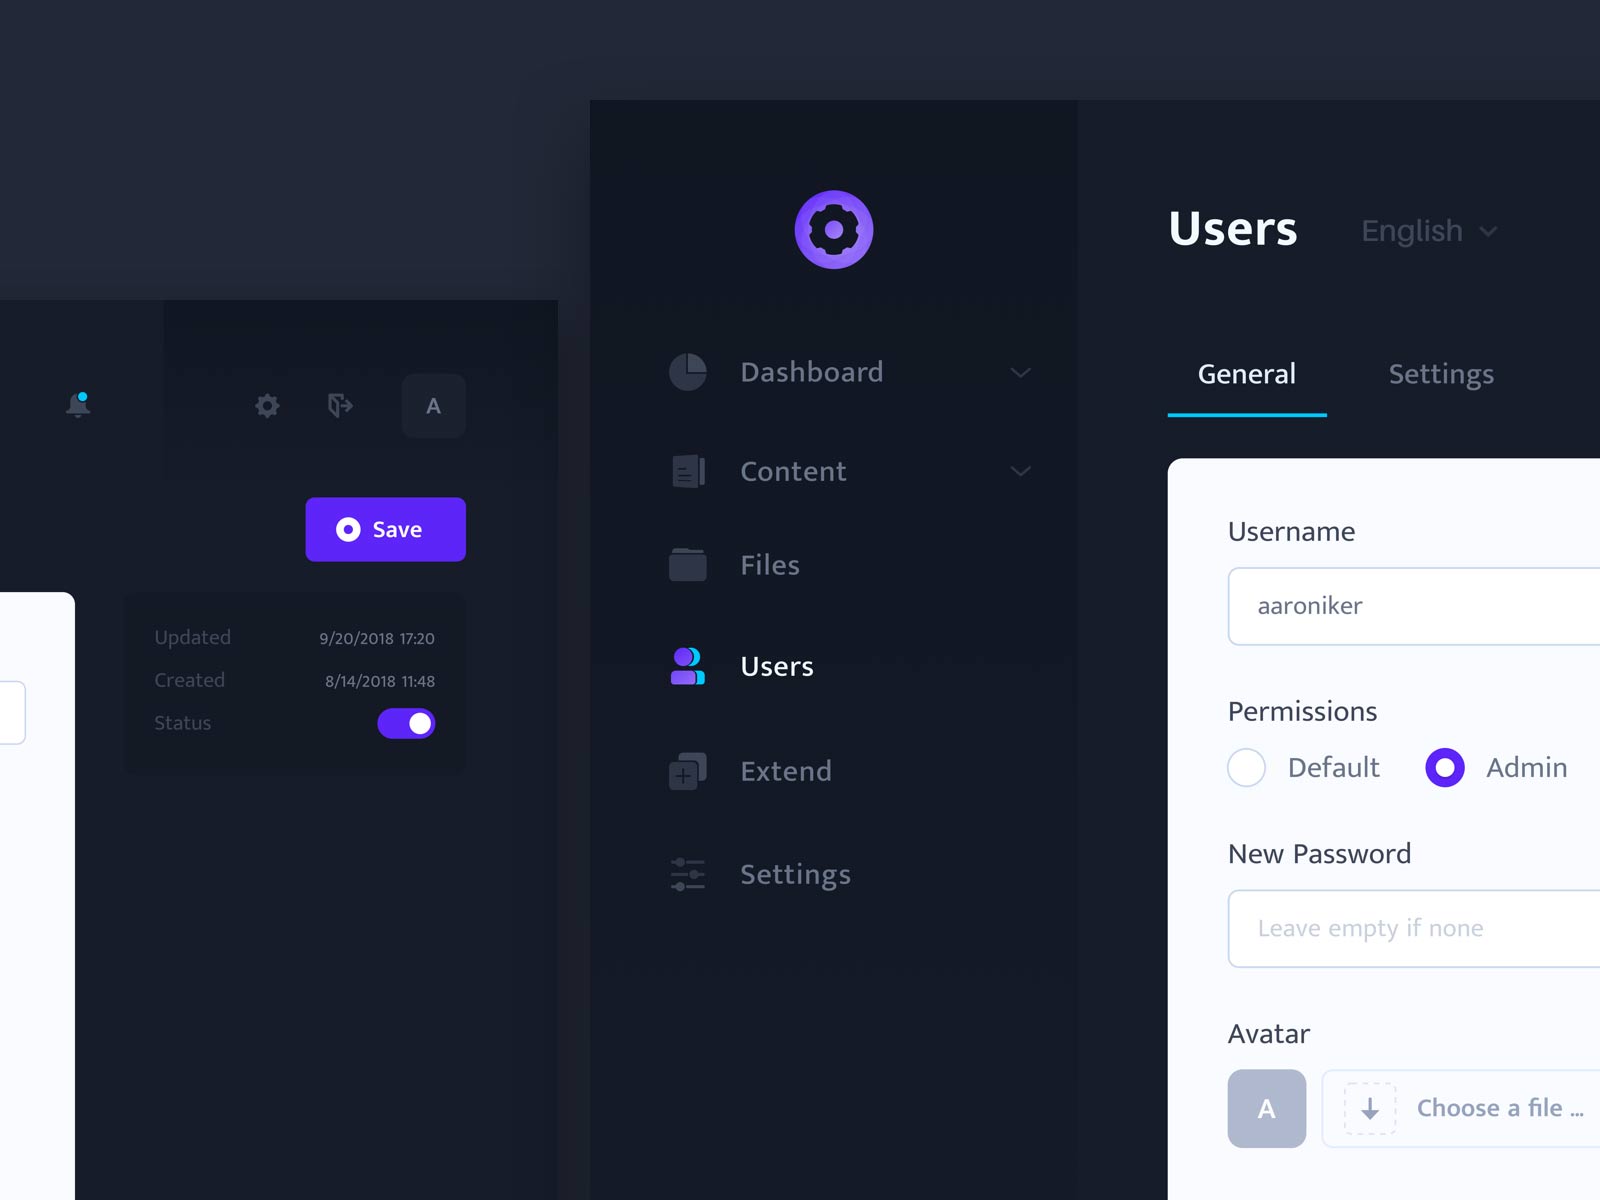 A
Save
Updated 9/20/2018 17:20
Created 8/14/2018 11:48
Status
Dashboard
Content
Files
Users
Extend
Settings
Users English
General Settings
Username
aaroniker
Permissions
Default Admin
New Password
Leave empty if none
Avatar
A Choose a file ...